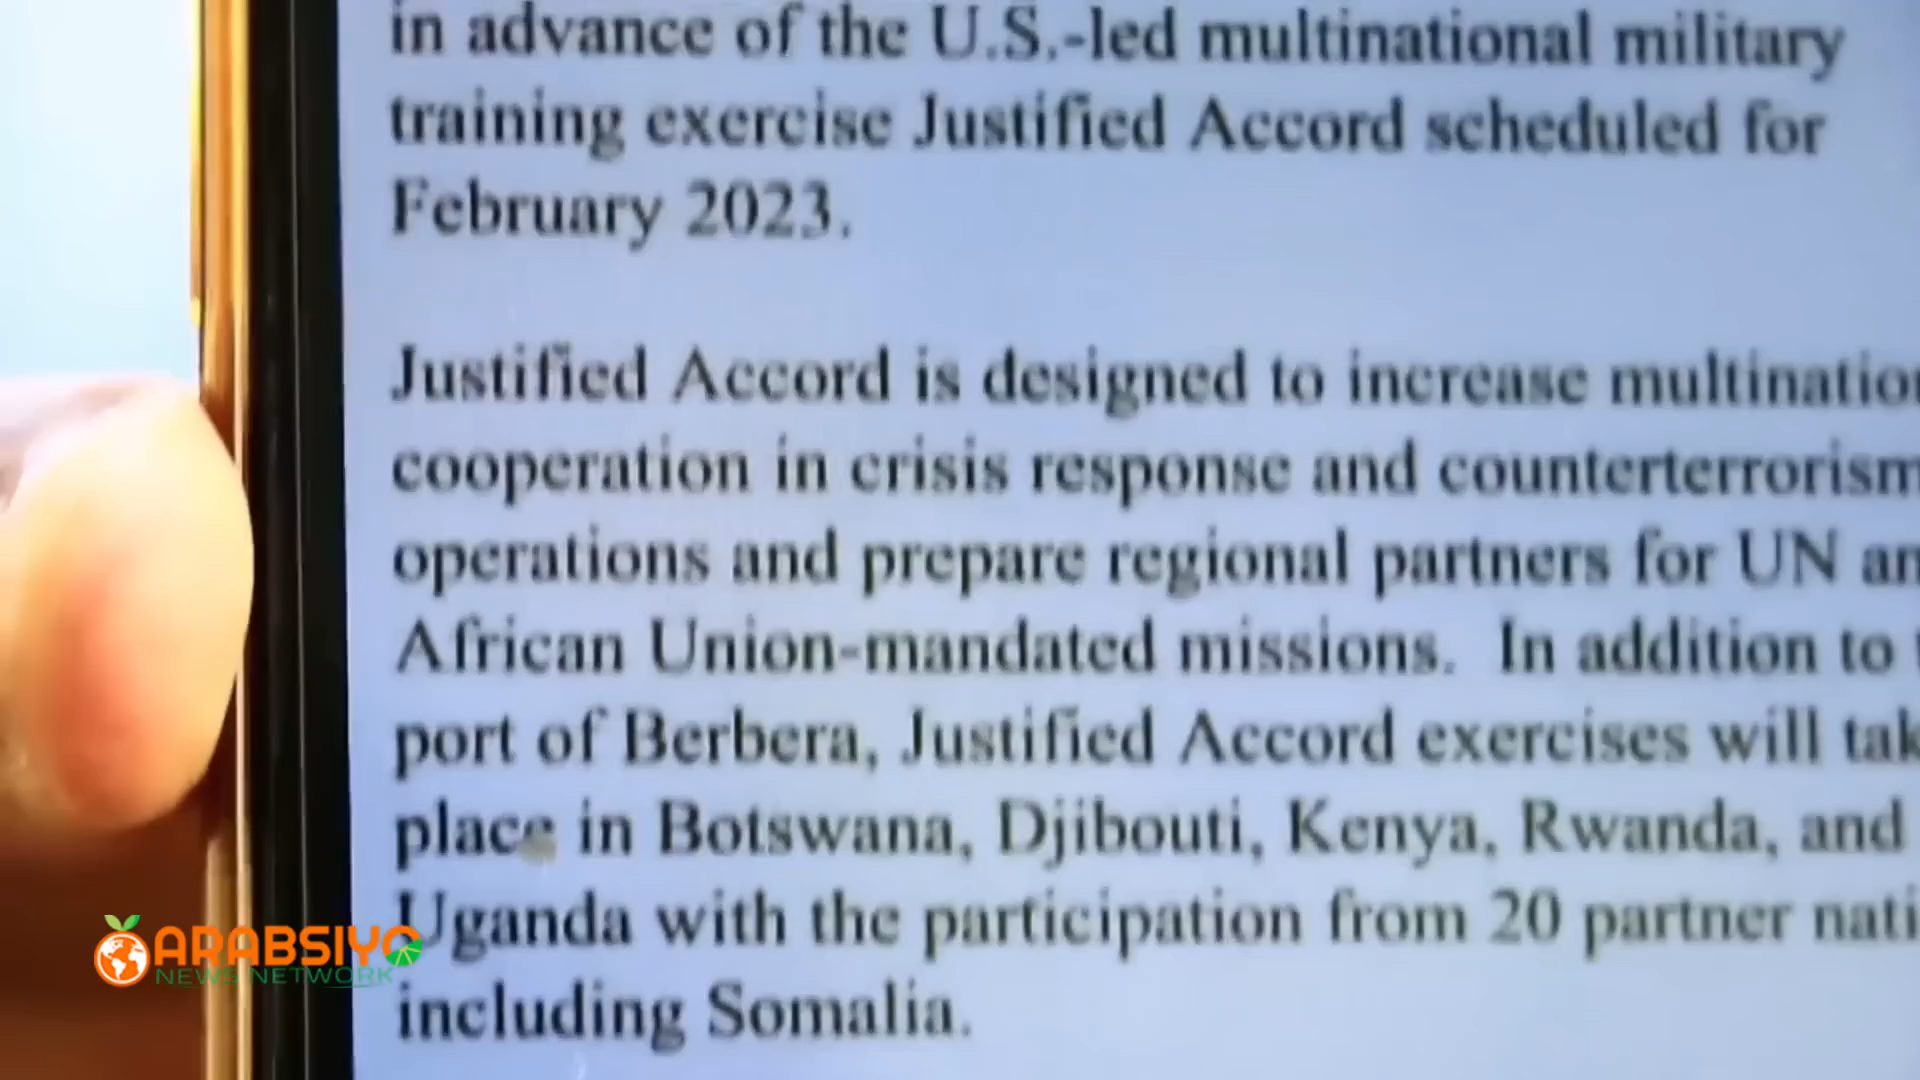 in advance of the U.S.-led multinational military
training exercise Justified Accord scheduled for
February 2023.
Justified Accord is designed to increase multination
cooperation in crisis response and counterterrorism
operations and prepare regional partners for UN an
African Union-mandated missions. In addition to t
port of Berbera, Justified Accord exercises will tak
place in Botswana, Djibouti, Kenya, Rwanda, and
Uganda with the participation from 20 partner nati
including Somalia.
ARABSIYO
NEWS NETWORK